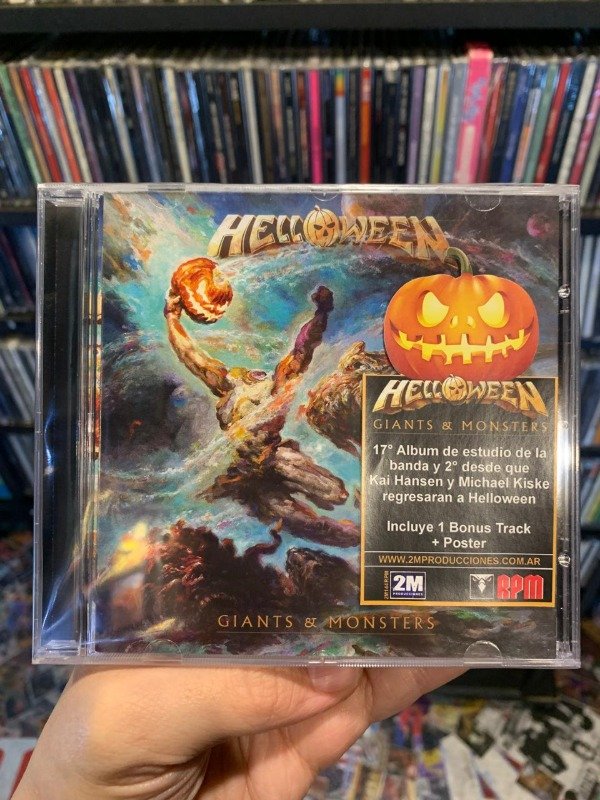 HELLOWEEN
HELLOWEEN
GIANTS & MONSTERS
17° Album de estudio de la
banda y 2° desde que
Kai Hansen y Michael Kiske
regresaran a Helloween
Incluye 1 Bonus Track
+ Poster
WWW.2MPRODUCCIONES.COM.AR
2M
PRODUCCIONES
RPM
GIANTS & MONSTERS